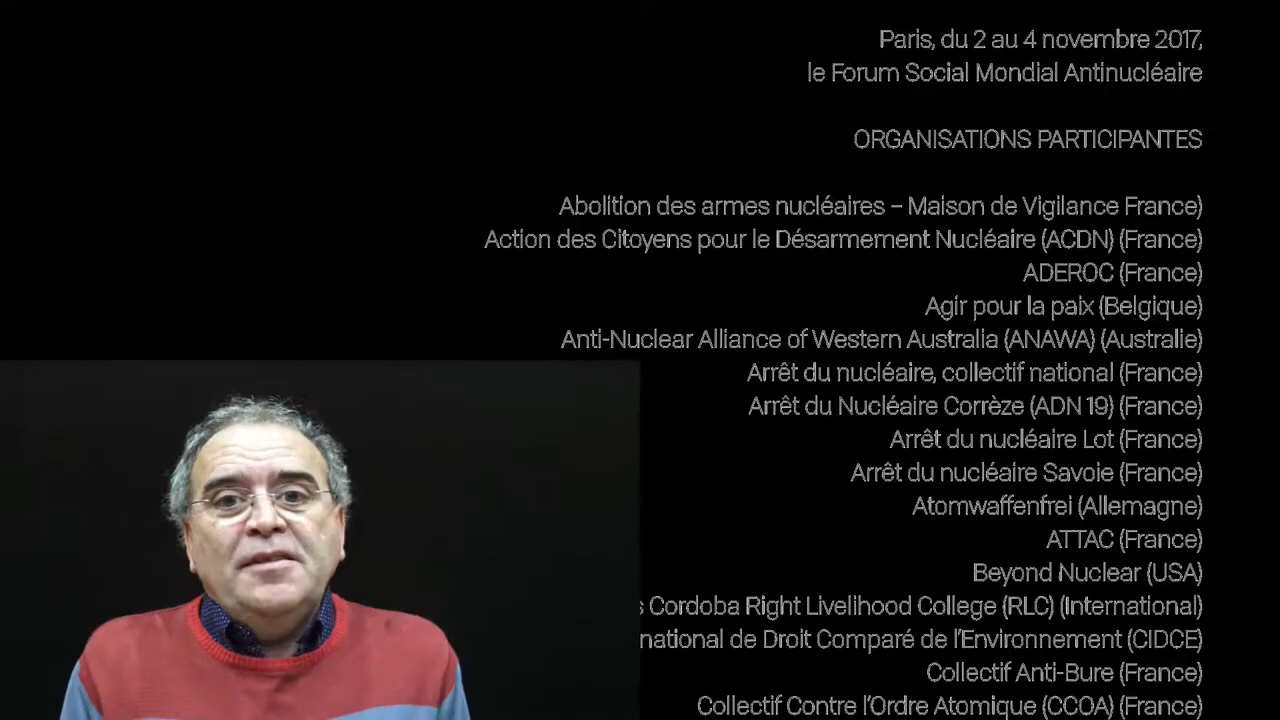 Paris, du 2 au 4 novembre 2017,
le Forum Social Mondial Antinucléaire
ORGANISATIONS PARTICIPANTES
Abolition des armes nucléaires – Maison de Vigilance France)
Action des Citoyens pour le Désarmement Nucléaire (ACDN) (France)
ADEROC (France)
Agir pour la paix (Belgique)
Anti-Nuclear Alliance of Western Australia (ANAWA) (Australie)
Arrêt du nucléaire, collectif national (France)
Arrêt du Nucléaire Corrèze (ADN 19) (France)
Arrêt du nucléaire Lot (France)
Arrêt du nucléaire Savoie (France)
Atomwaffenfrei (Allemagne)
ATTAC (France)
Beyond Nuclear (USA)
Cordoba Right Livelihood College (RLC) (International)
national de Droit Comparé de l'Environnement (CIDCE)
Collectif Anti-Bure (France)
Collectif Contre l'Ordre Atomique (CCOA) (France)